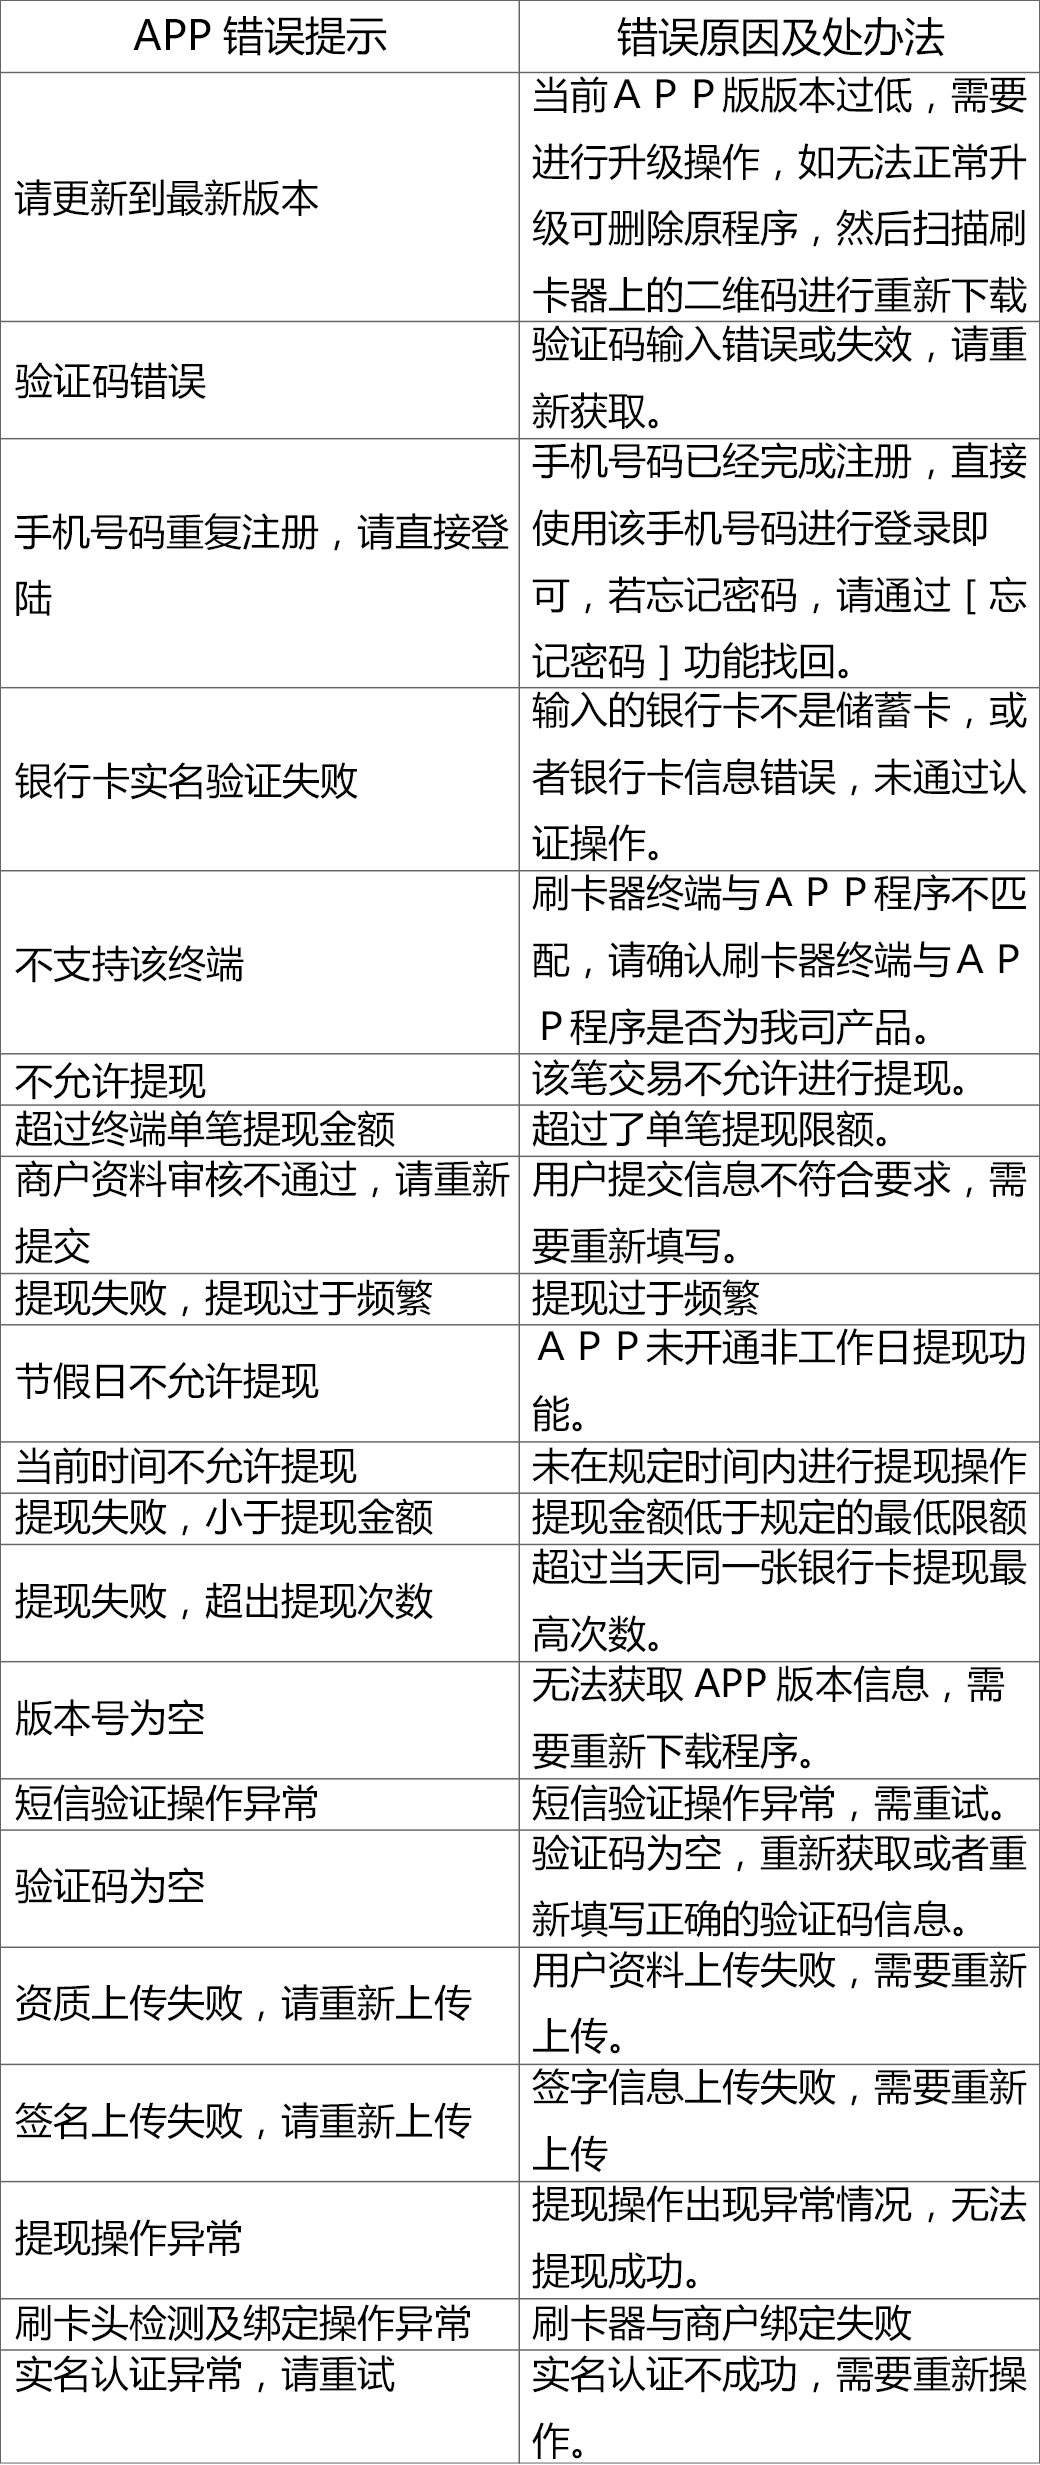 APP 错误提示
错误原因及处办法
请更新到最新版本
当前ＡＰＰ版版本过低，需要
进行升级操作，如无法正常升
级可删除原程序，然后扫描刷
卡器上的二维码进行重新下载
验证码错误
验证码输入错误或失效，请重
新获取。
手机号码重复注册，请直接登
陆
手机号码已经完成注册，直接
使用该手机号码进行登录即
可，若忘记密码，请通过［忘
记密码］功能找回。
银行卡实名验证失败
输入的银行卡不是储蓄卡，或
者银行卡信息错误，未通过认
证操作。
不支持该终端
刷卡器终端与ＡＰＰ程序不匹
配，请确认刷卡器终端与ＡＰ
Ｐ程序是否为我司产品。
不允许提现
该笔交易不允许进行提现。
超过终端单笔提现金额
超过了单笔提现限额。
商户资料审核不通过，请重新
提交
用户提交信息不符合要求，需
要重新填写。
提现失败，提现过于频繁
提现过于频繁
节假日不允许提现
ＡＰＰ未开通非工作日提现功
能。
当前时间不允许提现
未在规定时间内进行提现操作
提现失败，小于提现金额
提现金额低于规定的最低限额
提现失败，超出提现次数
超过当天同一张银行卡提现最
高次数。
版本号为空
无法获取 APP 版本信息，需
要重新下载程序。
短信验证操作异常
短信验证操作异常，需重试。
验证码为空
验证码为空，重新获取或者重
新填写正确的验证码信息。
资质上传失败，请重新上传
用户资料上传失败，需要重新
上传。
签名上传失败，请重新上传
签字信息上传失败，需要重新
上传
提现操作异常
提现操作出现异常情况，无法
提现成功。
刷卡头检测及绑定操作异常
刷卡器与商户绑定失败
实名认证异常，请重试
实名认证不成功，需要重新操
作。